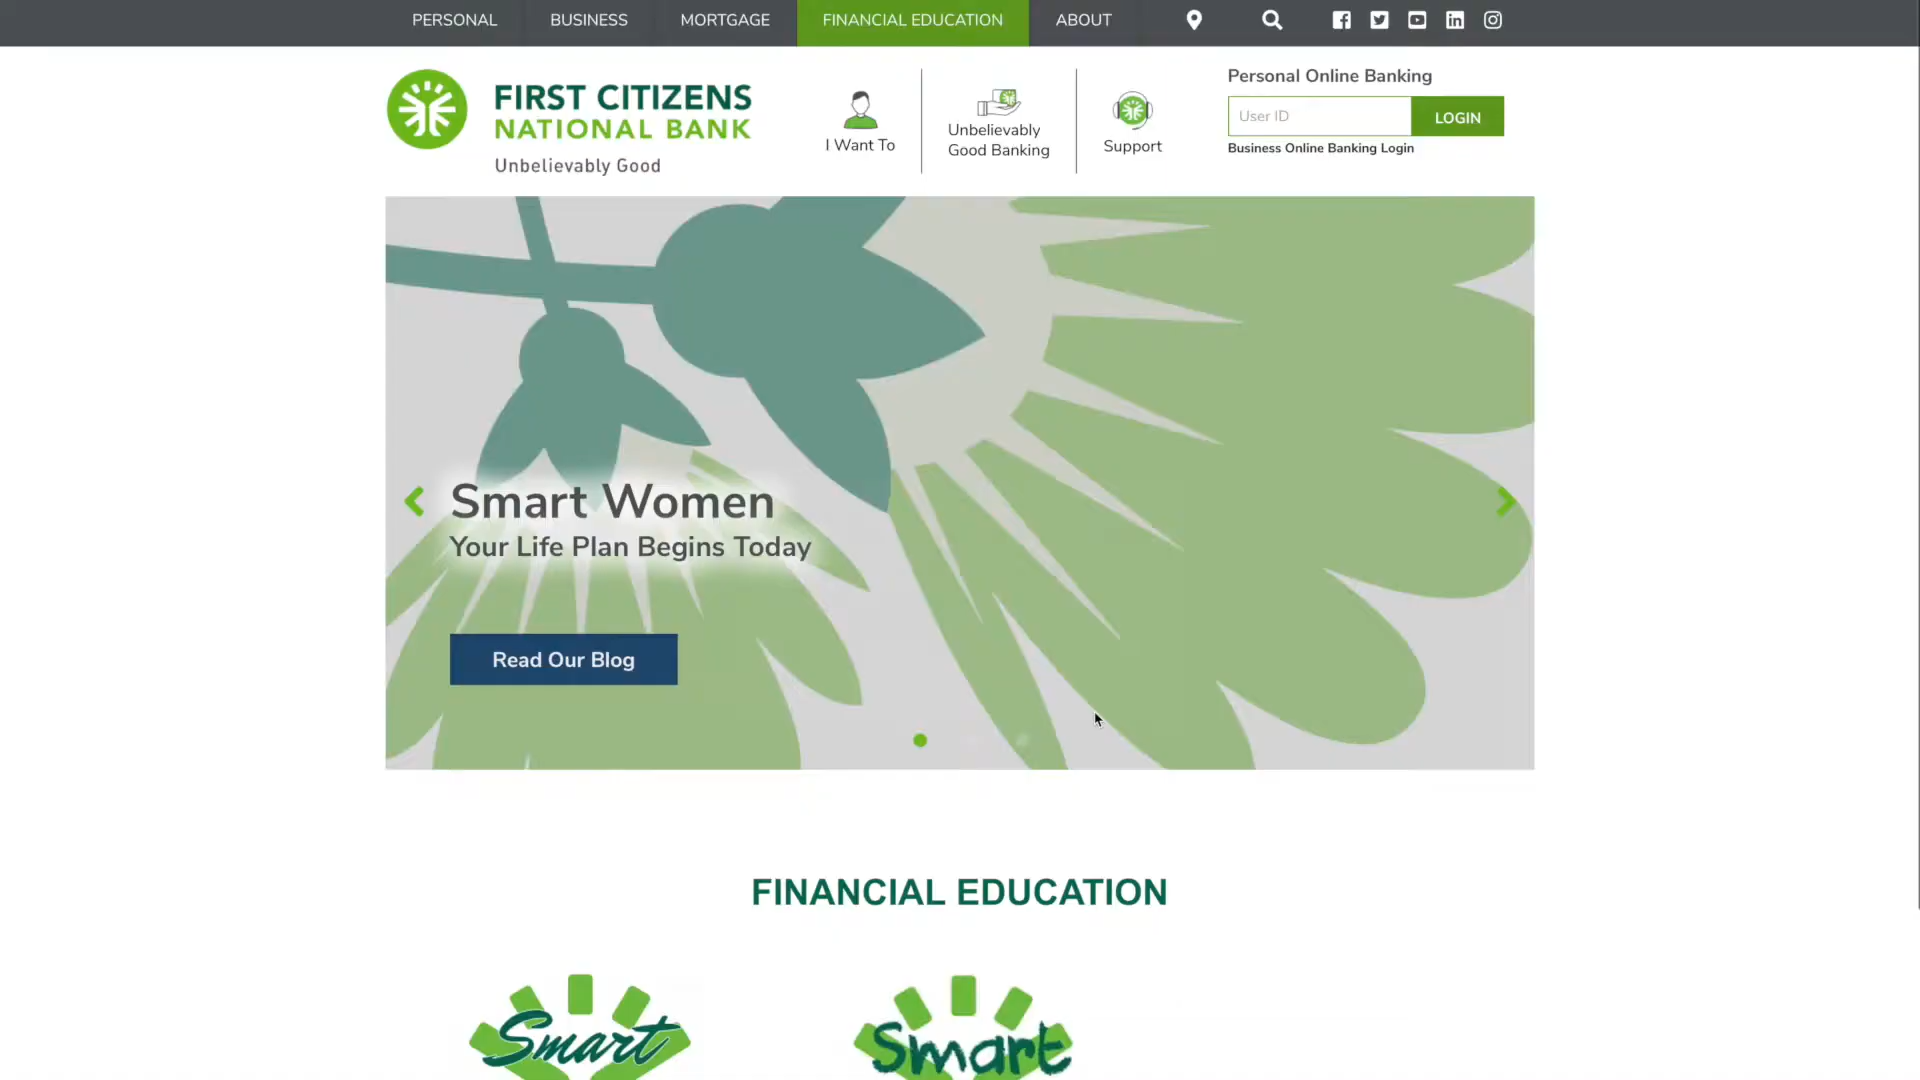 PERSONAL BUSINESS MORTGAGE FINANCIAL EDUCATION ABOUT
FIRST CITIZENS
NATIONAL BANK
Unbelievably Good
I Want To
Unbelievably
Good Banking
Support
Personal Online Banking
User ID LOGIN
Business Online Banking Login
Smart Women
Your Life Plan Begins Today
Read Our Blog
FINANCIAL EDUCATION
Smart Smart